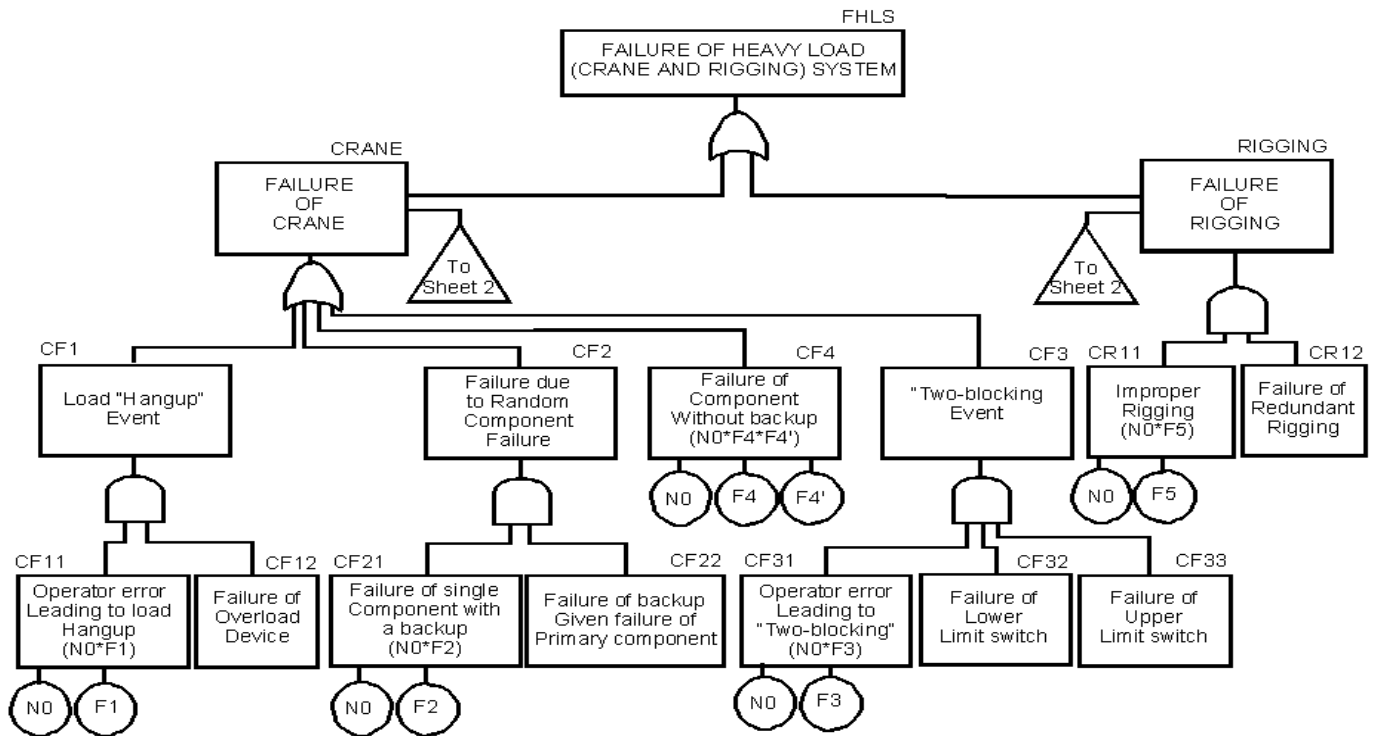 FHLS
FAILURE OF HEAVY LOAD
(CRANE AND RIGGING) SYSTEM
CRANE
FAILURE
OF
CRANE
To
Sheet 2
RIGGING
FAILURE
OF
RIGGING
To
Sheet 2
CF1
Load "Hangup"
Event
CF2
Failure due
to Random
Component
Failure
CF4
Failure of
Component
Without backup
(N0*F4*F4')
N0
F4
F4'
CF3
"Two-blocking
Event
CR11
Improper
Rigging
(N0*F5)
N0
F5
CR12
Failure of
Redundant
Rigging
CF11
Operator error
Leading to load
Hangup
(N0*F1)
N0
F1
CF12
Failure of
Overload
Device
CF21
Failure of single
Component with
a backup
(N0*F2)
N0
F2
CF22
Failure of backup
Given failure of
Primary component
CF31
Operator error
Leading to
"Two-blocking"
(N0*F3)
N0
F3
CF32
Failure of
Lower
Limit switch
CF33
Failure of
Upper
Limit switch